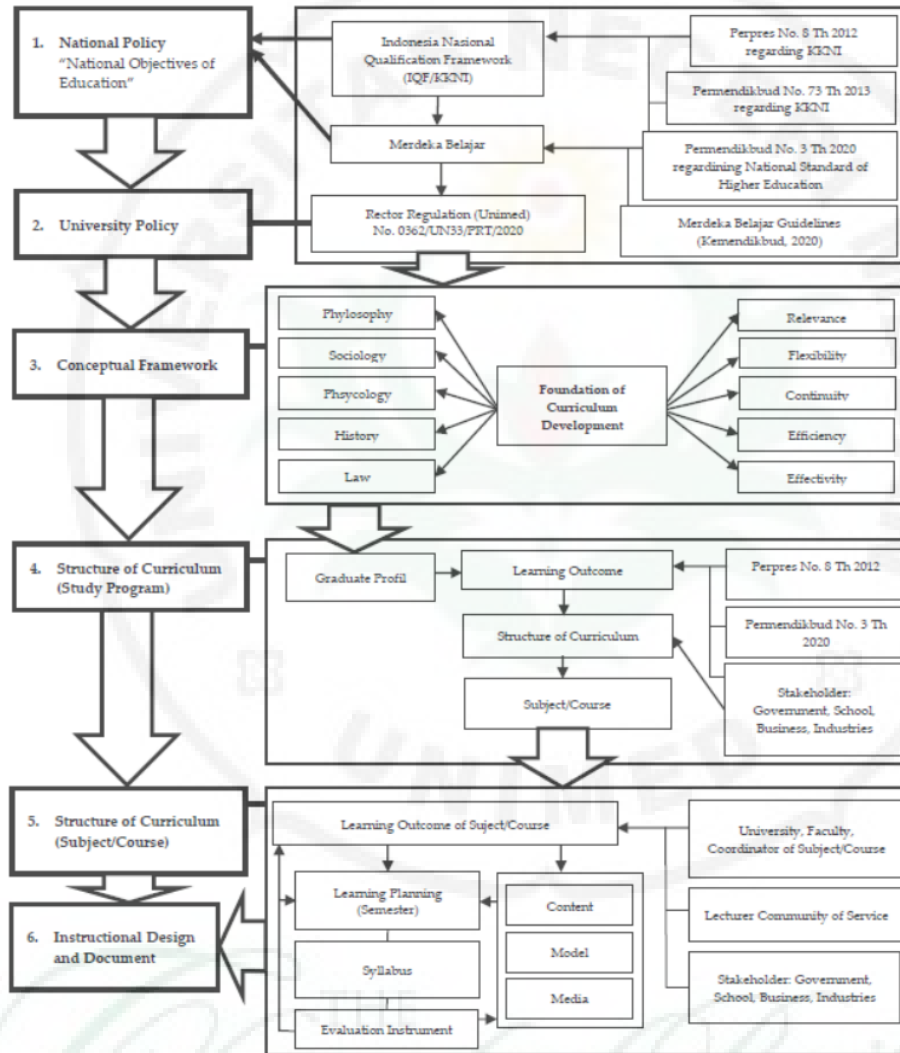 1. National Policy
"National Objectives of
Education"
Indonesia Nasional
Qualification Framework
(IQF/KKNI)
Perpres No. 8 Th 2012
regarding KKNI
Permendikbud No. 73 Th 2013
regarding KKNI
Merdeka Belajar
Permendikbud No. 3 Th 2020
regardining National Standard of
Higher Education
2. University Policy
Rector Regulation (Unimed)
No. 0362/UN33/PRT/2020
Merdeka Belajar Guidelines
(Kemendikbud, 2020)
3. Conceptual Framework
Phylosophy
Sociology
Phsycology
History
Law
Foundation of
Curriculum
Development
Relevance
Flexibility
Continuity
Efficiency
Effectivity
4. Structure of Curriculum
(Study Program)
Graduate Profil
Learning Outcome
Structure of Curriculum
Subject/Course
Perpres No. 8 Th 2012
Permendikbud No. 3 Th
2020
Stakeholder:
Government, School,
Business, Industries
5. Structure of Curriculum
(Subject/Course)
Learning Outcome of Suject/Course
University, Faculty,
Coordinator of Subject/Course
6. Instructional Design
and Document
Learning Planning
(Semester)
Syllabus
Evaluation Instrument
Content
Model
Media
Lecturer Community of Service
Stakeholder: Government,
School, Business, Industries
UNIMED
THE